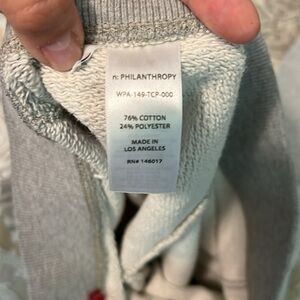 n: PHILANTHROPY
WPA-149-TCP-000
76% COTTON
24% POLYESTER
MADE IN
LOS ANGELES
RN# 146017